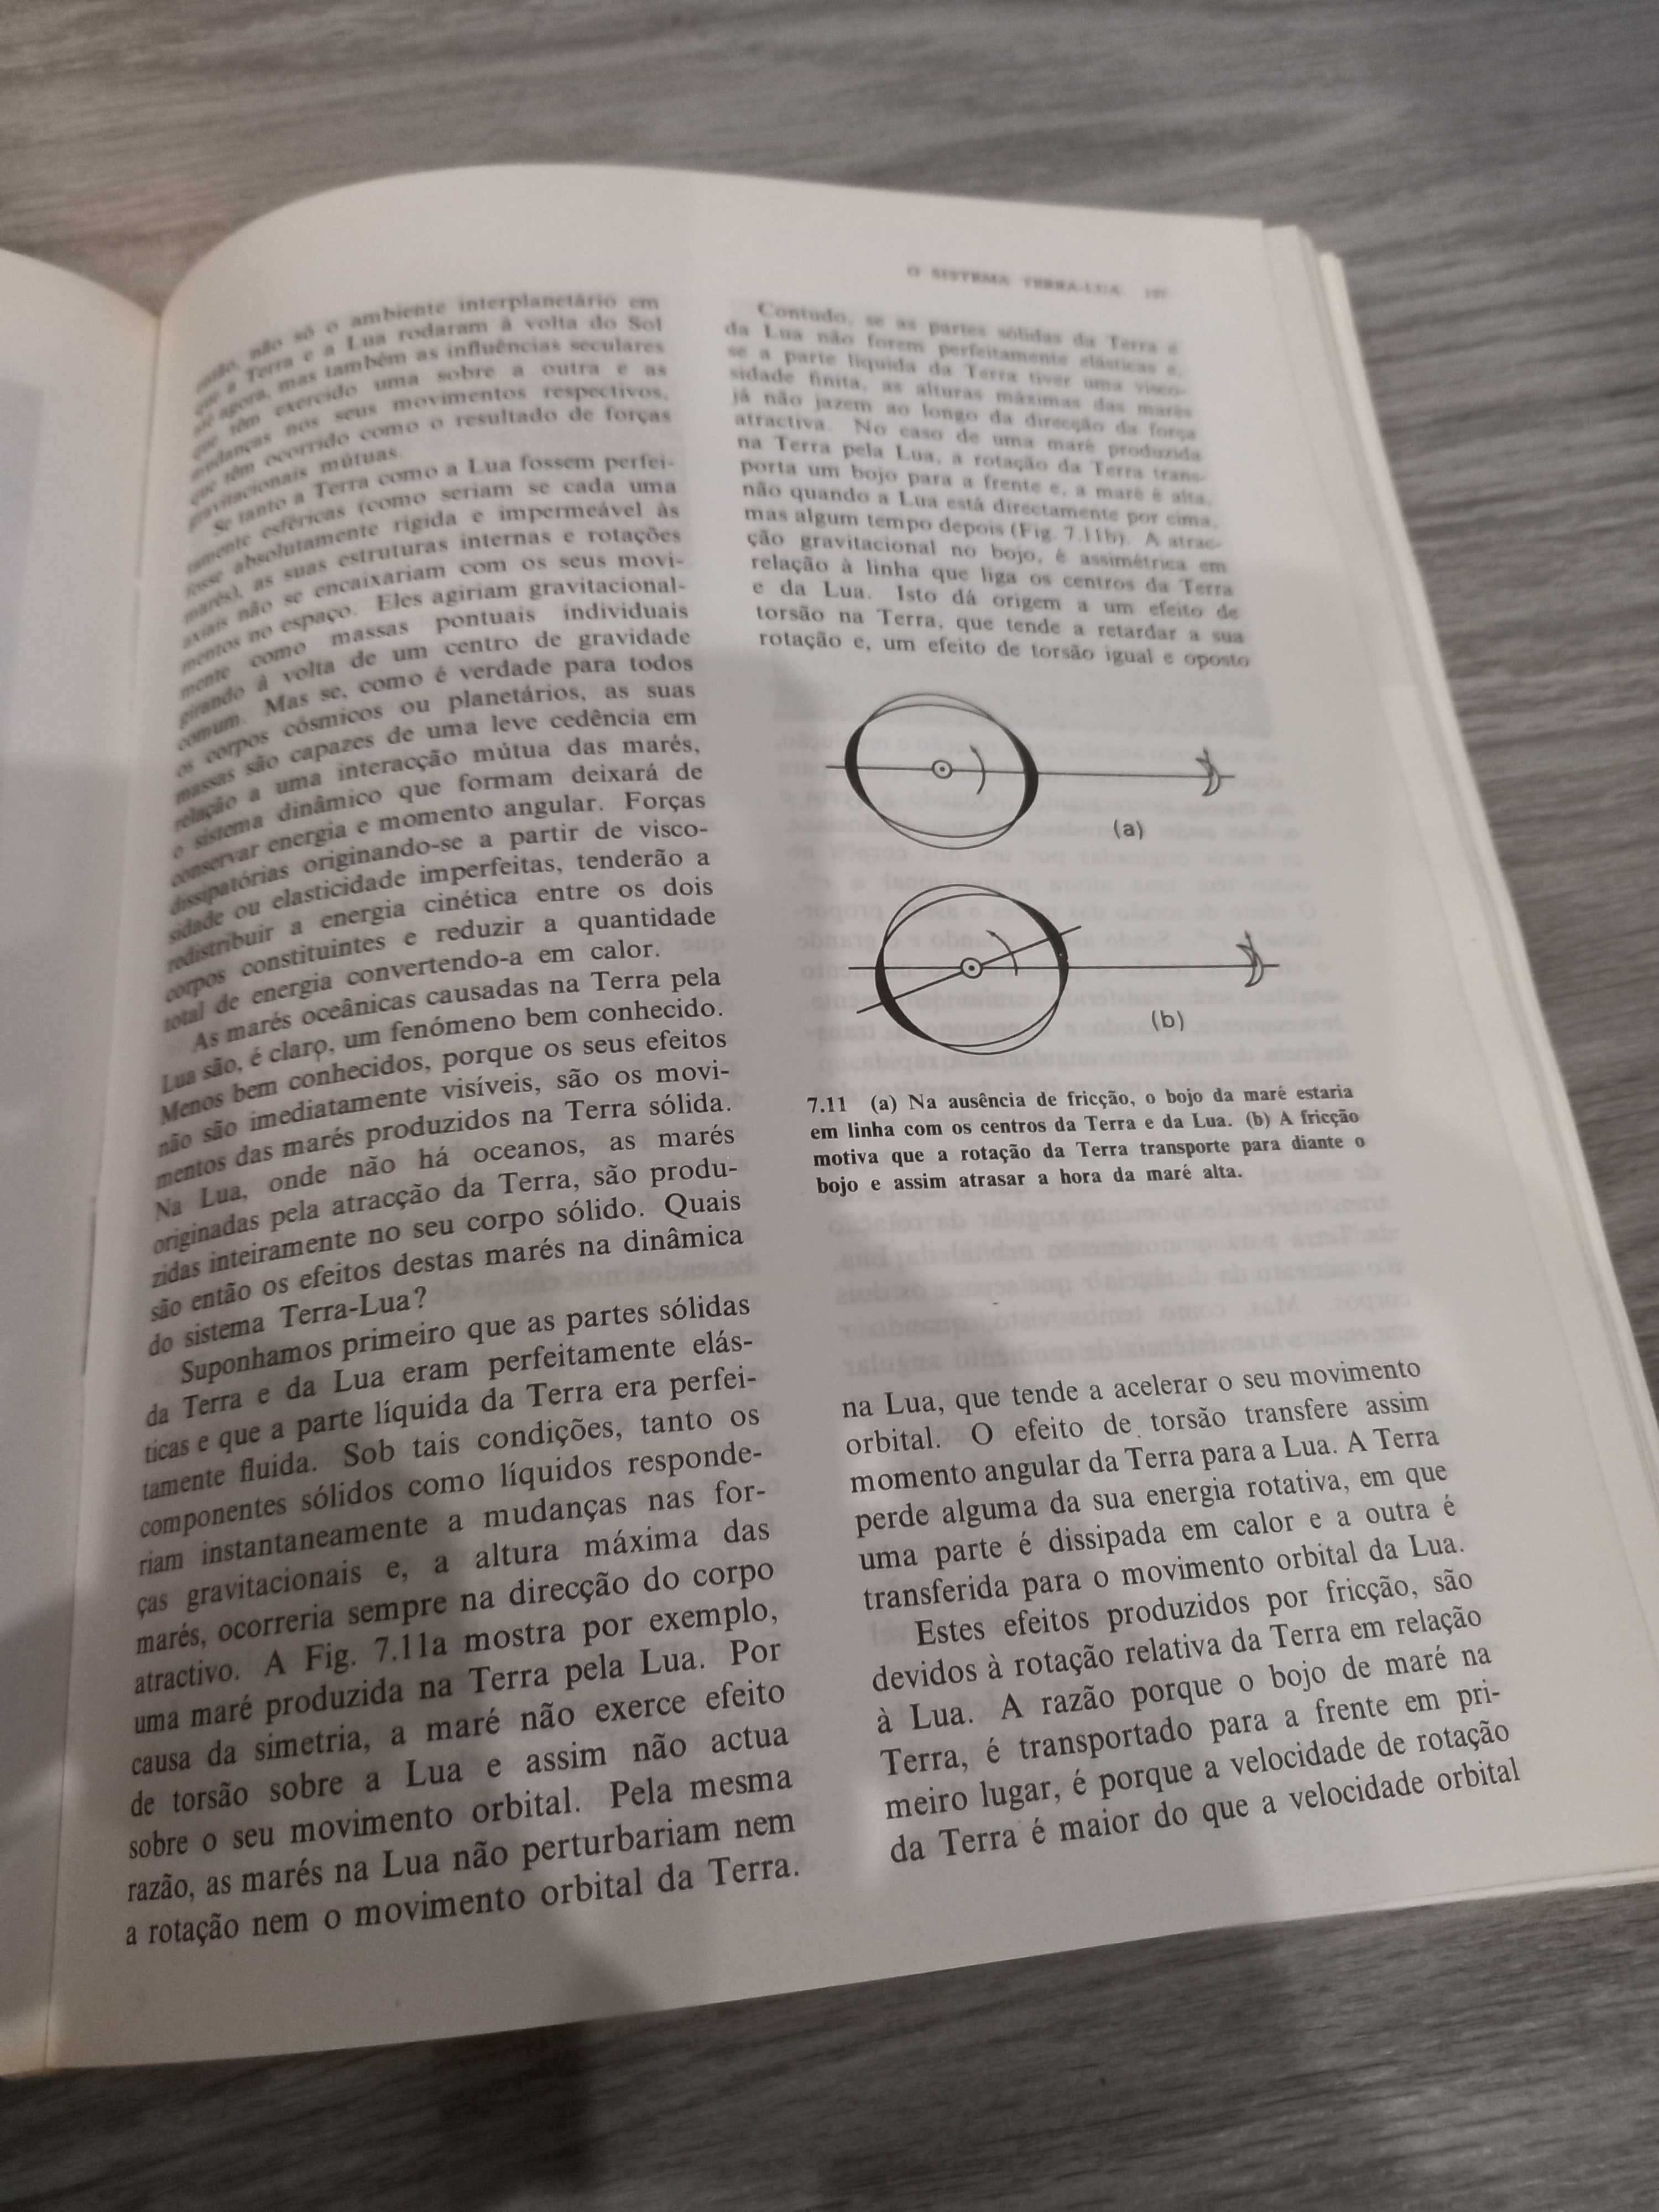 O SISTEMA TERRA-LUA
então, não só o ambiente interplanetário em
que a Terra e a Lua rodaram à volta do Sol
até agora, mas também as influências seculares
que têm exercido uma sobre a outra e as
mudanças nos seus movimentos respectivos,
que têm ocorrido como o resultado de forças
gravitacionais mútuas.
Se tanto a Terra como a Lua fossem perfei-
tamente esféricas (como seriam se cada uma
fosse absolutamente rígida e impermeável às
marés), as suas estruturas internas e rotações
axiais não se encaixariam com os seus movi-
mentos no espaço. Eles agiriam gravitacional-
mente como massas pontuais individuais
girando à volta de um centro de gravidade
comum. Mas se, como é verdade para todos
os corpos cósmicos ou planetários, as suas
massas são capazes de uma leve cedência em
relação a uma interacção mútua das marés,
o sistema dinâmico que formam deixará de
conservar energia e momento angular. Forças
dissipatórias originando-se a partir de visco-
sidade ou elasticidade imperfeitas, tenderão a
redistribuir a energia cinética entre os dois
corpos constituintes e reduzir a quantidade
total de energia convertendo-a em calor.
As marés oceânicas causadas na Terra pela
Lua são, é claro, um fenómeno bem conhecido.
Menos bem conhecidos, porque os seus efeitos
não são imediatamente visíveis, são os movi-
mentos das marés produzidos na Terra sólida.
Na Lua, onde não há oceanos, as marés
originadas pela atracção da Terra, são produ-
zidas inteiramente no seu corpo sólido. Quais
são então os efeitos destas marés na dinâmica
do sistema Terra-Lua?
Suponhamos primeiro que as partes sólidas
da Terra e da Lua eram perfeitamente elás-
ticas e que a parte líquida da Terra era perfei-
tamente fluida. Sob tais condições, tanto os
componentes sólidos como líquidos responde-
riam instantaneamente a mudanças nas for-
ças gravitacionais e, a altura máxima das
marés, ocorreria sempre na direcção do corpo
atractivo. A Fig. 7.11a mostra por exemplo,
uma maré produzida na Terra pela Lua. Por
causa da simetria, a maré não exerce efeito
de torsão sobre a Lua e assim não actua
sobre o seu movimento orbital. Pela mesma
razão, as marés na Lua não perturbariam nem
a rotação nem o movimento orbital da Terra.
Contudo, se as partes sólidas da Terra e
da Lua não forem perfeitamente elásticas e,
se a parte líquida da Terra tiver uma visco-
sidade finita, as alturas máximas das marés
já não jazem ao longo da direcção da força
atractiva. No caso de uma maré produzida
na Terra pela Lua, a rotação da Terra trans-
porta um bojo para a frente e, a maré é alta,
não quando a Lua está directamente por cima,
mas algum tempo depois (Fig. 7.11b). A atrac-
ção gravitacional no bojo, é assimétrica em
relação à linha que liga os centros da Terra
e da Lua. Isto dá origem a um efeito de
torsão na Terra, que tende a retardar a sua
rotação e, um efeito de torsão igual e oposto
(a)
(b)
7.11 (a) Na ausência de fricção, o bojo da maré estaria
em linha com os centros da Terra e da Lua. (b) A fricção
motiva que a rotação da Terra transporte para diante o
bojo e assim atrasar a hora da maré alta.
na Lua, que tende a acelerar o seu movimento
orbital. O efeito de torsão transfere assim
momento angular da Terra para a Lua. A Terra
perde alguma da sua energia rotativa, em que
uma parte é dissipada em calor e a outra é
transferida para o movimento orbital da Lua.
Estes efeitos produzidos por fricção, são
devidos à rotação relativa da Terra em relação
à Lua. A razão porque o bojo de maré na
Terra, é transportado para a frente em pri-
meiro lugar, é porque a velocidade de rotação
da Terra é maior do que a velocidade orbital